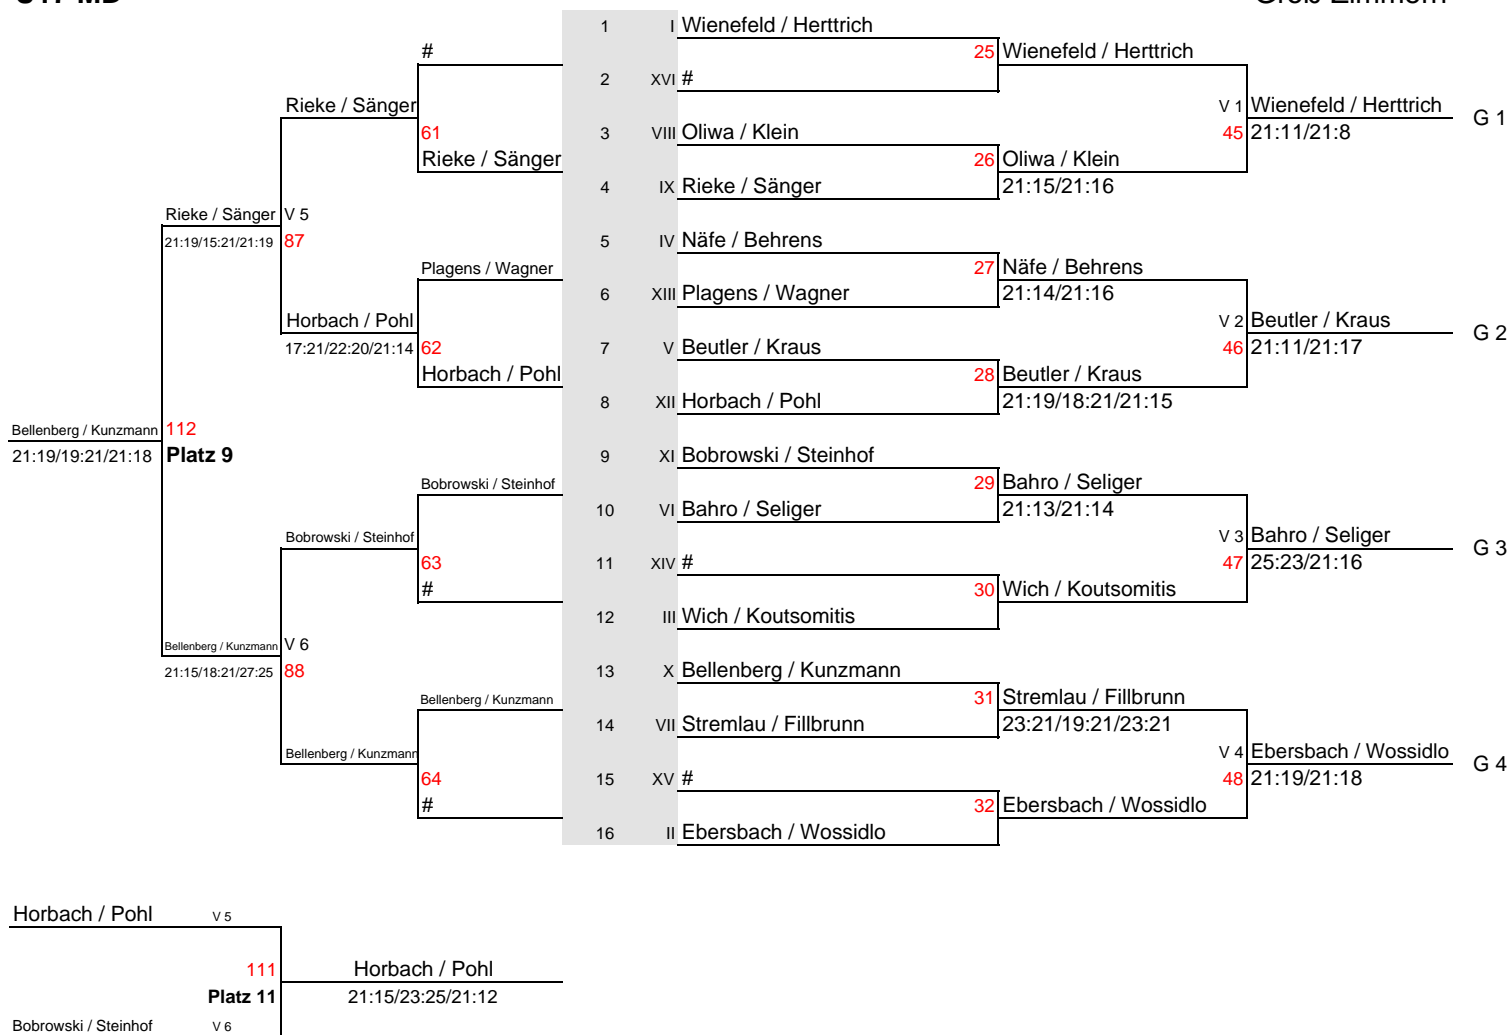 1 I Wienefeld / Herttrich
# 25 Wienefeld / Herttrich
2 XVI #
Rieke / Sänger V 1 Wienefeld / Herttrich G 1
61 3 VIII Oliwa / Klein 45 21:11/21:8
Rieke / Sänger 26 Oliwa / Klein
4 IX Rieke / Sänger 21:15/21:16
Rieke / Sänger V 5
21:19/15:21/21:19 87 5 IV Näfe / Behrens
Plagens / Wagner 27 Näfe / Behrens
6 XIII Plagens / Wagner 21:14/21:16
Horbach / Pohl V 2 Beutler / Kraus G 2
17:21/22:20/21:14 62 7 V Beutler / Kraus 46 21:11/21:17
Horbach / Pohl 28 Beutler / Kraus
8 XII Horbach / Pohl 21:19/18:21/21:15
Bellenberg / Kunzmann 112
21:19/19:21/21:18 Platz 9 9 XI Bobrowski / Steinhof
Bobrowski / Steinhof 29 Bahro / Seliger
10 VI Bahro / Seliger 21:13/21:14
Bobrowski / Steinhof V 3 Bahro / Seliger G 3
63 11 XIV # 47 25:23/21:16
# 30 Wich / Koutsomitis
12 III Wich / Koutsomitis
Bellenberg / Kunzmann V 6
21:15/18:21/27:25 88 13 X Bellenberg / Kunzmann
Bellenberg / Kunzmann 31 Stremlau / Fillbrunn
14 VII Stremlau / Fillbrunn 23:21/19:21/23:21
Bellenberg / Kunzmann V 4 Ebersbach / Wossidlo G 4
64 15 XV # 48 21:19/21:18
# 32 Ebersbach / Wossidlo
16 II Ebersbach / Wossidlo
Horbach / Pohl V 5
111 Horbach / Pohl
Platz 11 21:15/23:25/21:12
Bobrowski / Steinhof V 6